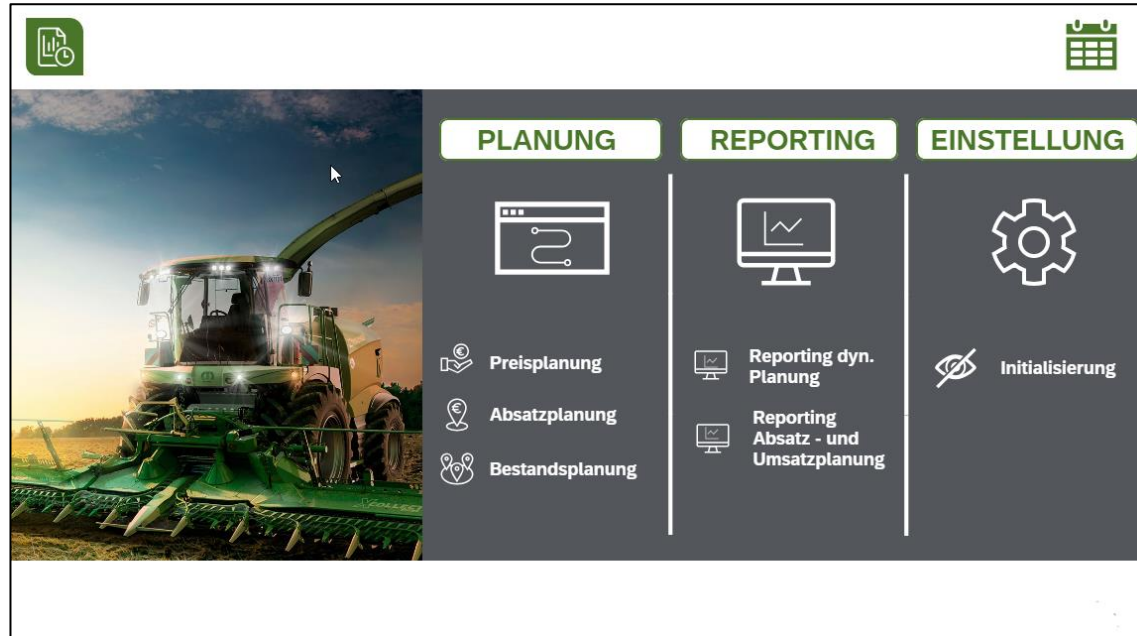 PLANUNG
REPORTING
EINSTELLUNG
Preisplanung
Absatzplanung
Bestandsplanung
Reporting dyn.
Planung
Reporting
Absatz - und
Umsatzplanung
Initialisierung